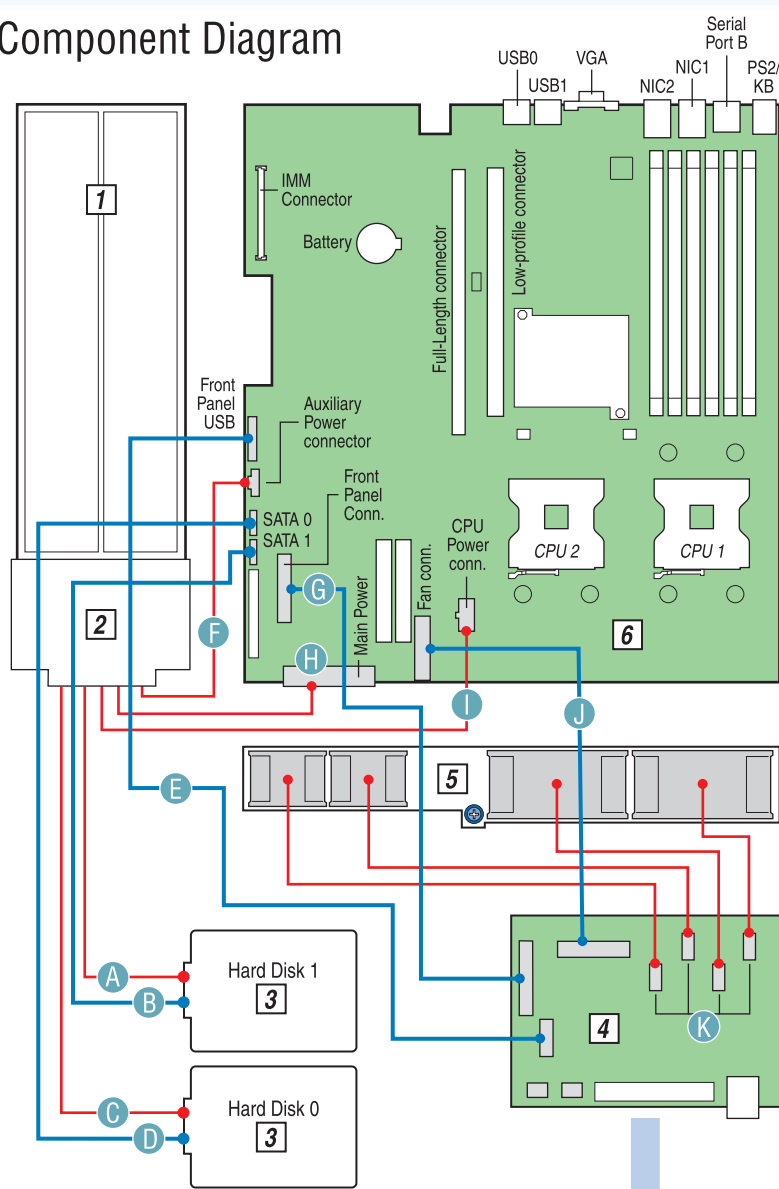 Component Diagram
Serial
Port B
USB0
VGA
NIC1
PS2/
KB
USB1
NIC2
1
IMM
Connector
Battery
Full-Length connector
Low-profile connector
Front
Panel
USB
Auxiliary
Power
connector
Front
Panel
Conn.
SATA 0
SATA 1
CPU
Power
conn.
CPU 2
CPU 1
Fan conn.
Main Power
G
2
F
6
H
I
J
5
E
Hard Disk 1
A
3
B
4
K
Hard Disk 0
C
3
D